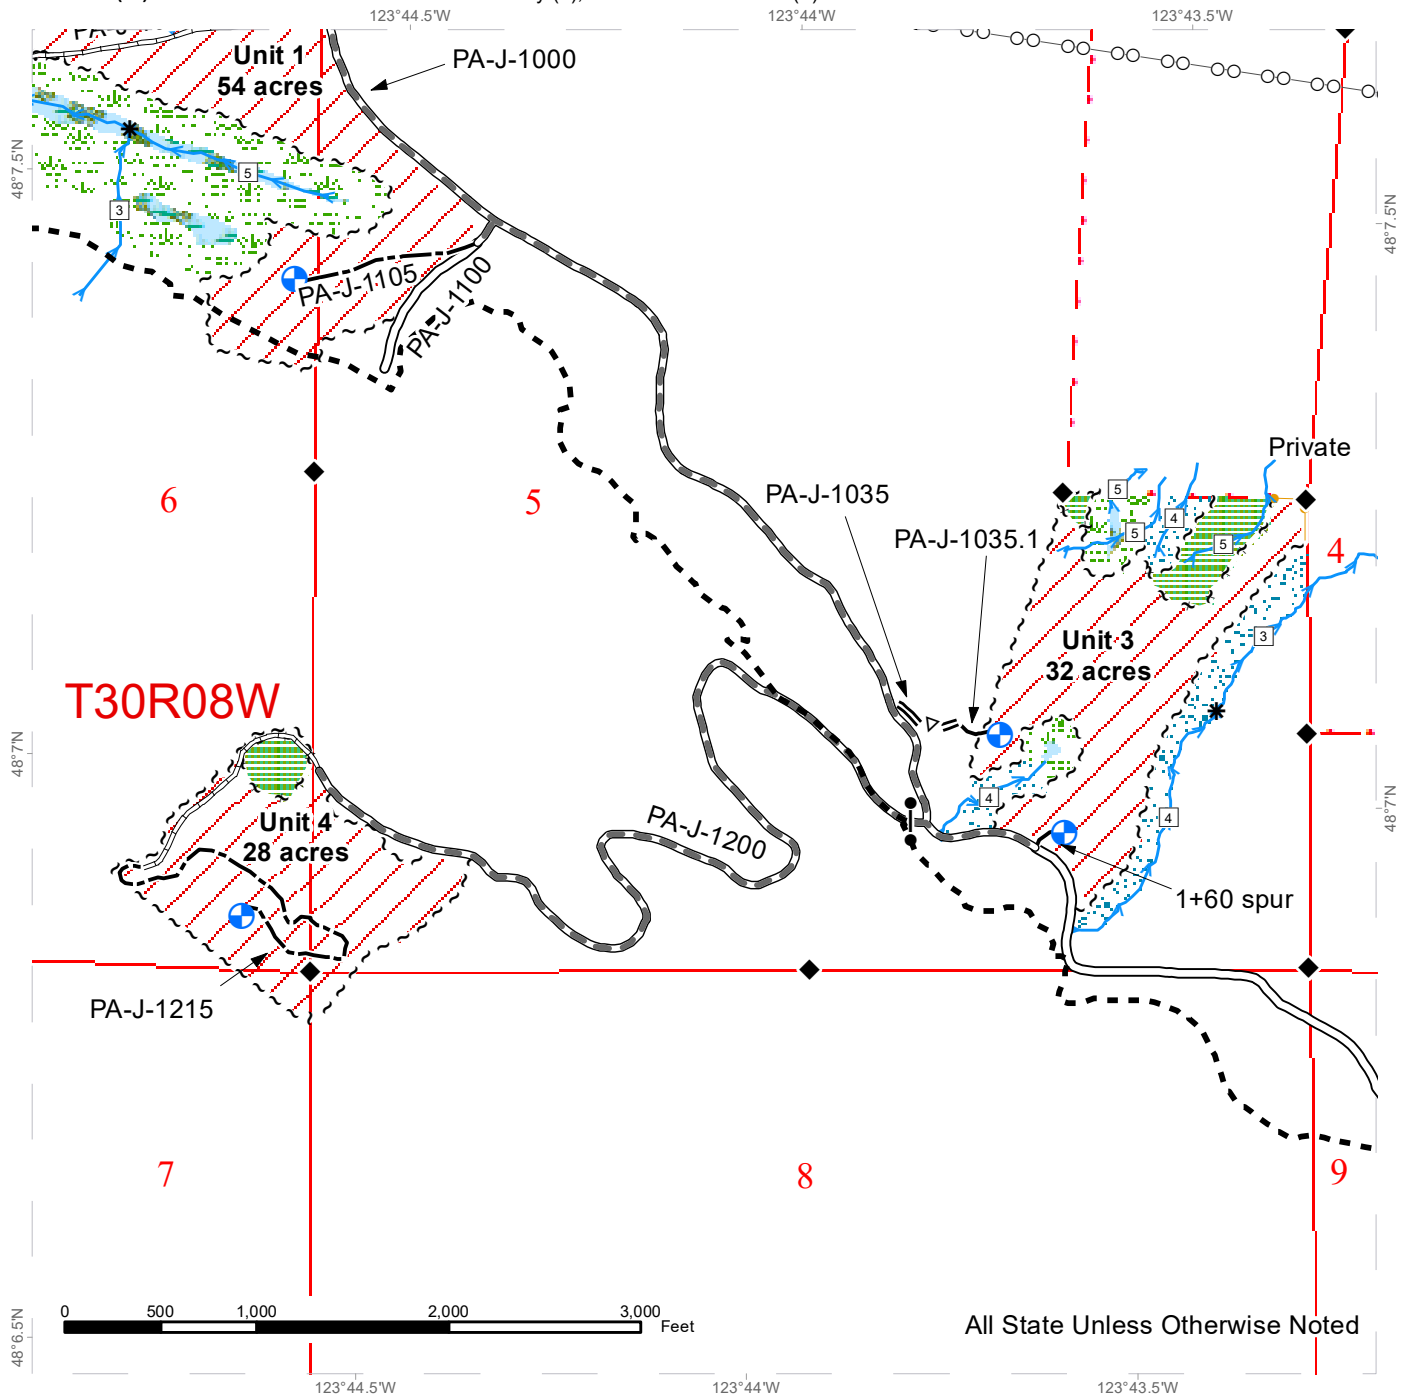 123°44.5'W
123°44'W
123°43.5'W
PA-J-
Unit 1
54 acres
PA-J-1000
48°7.5'N
48°7.5'N
5
3
PA-J-1105
PA-J-1100
Private
6
5
PA-J-1035
PA-J-1035.1
5
4
5
5
4
3
Unit 3
32 acres
T30R08W
48°7'N
48°7'N
4
4
Unit 4
28 acres
PA-J-1200
1+60 spur
PA-J-1215
7
8
9
0
500
1,000
2,000
3,000
Feet
All State Unless Otherwise Noted
48°6.5'N
123°44.5'W
123°44'W
123°43.5'W